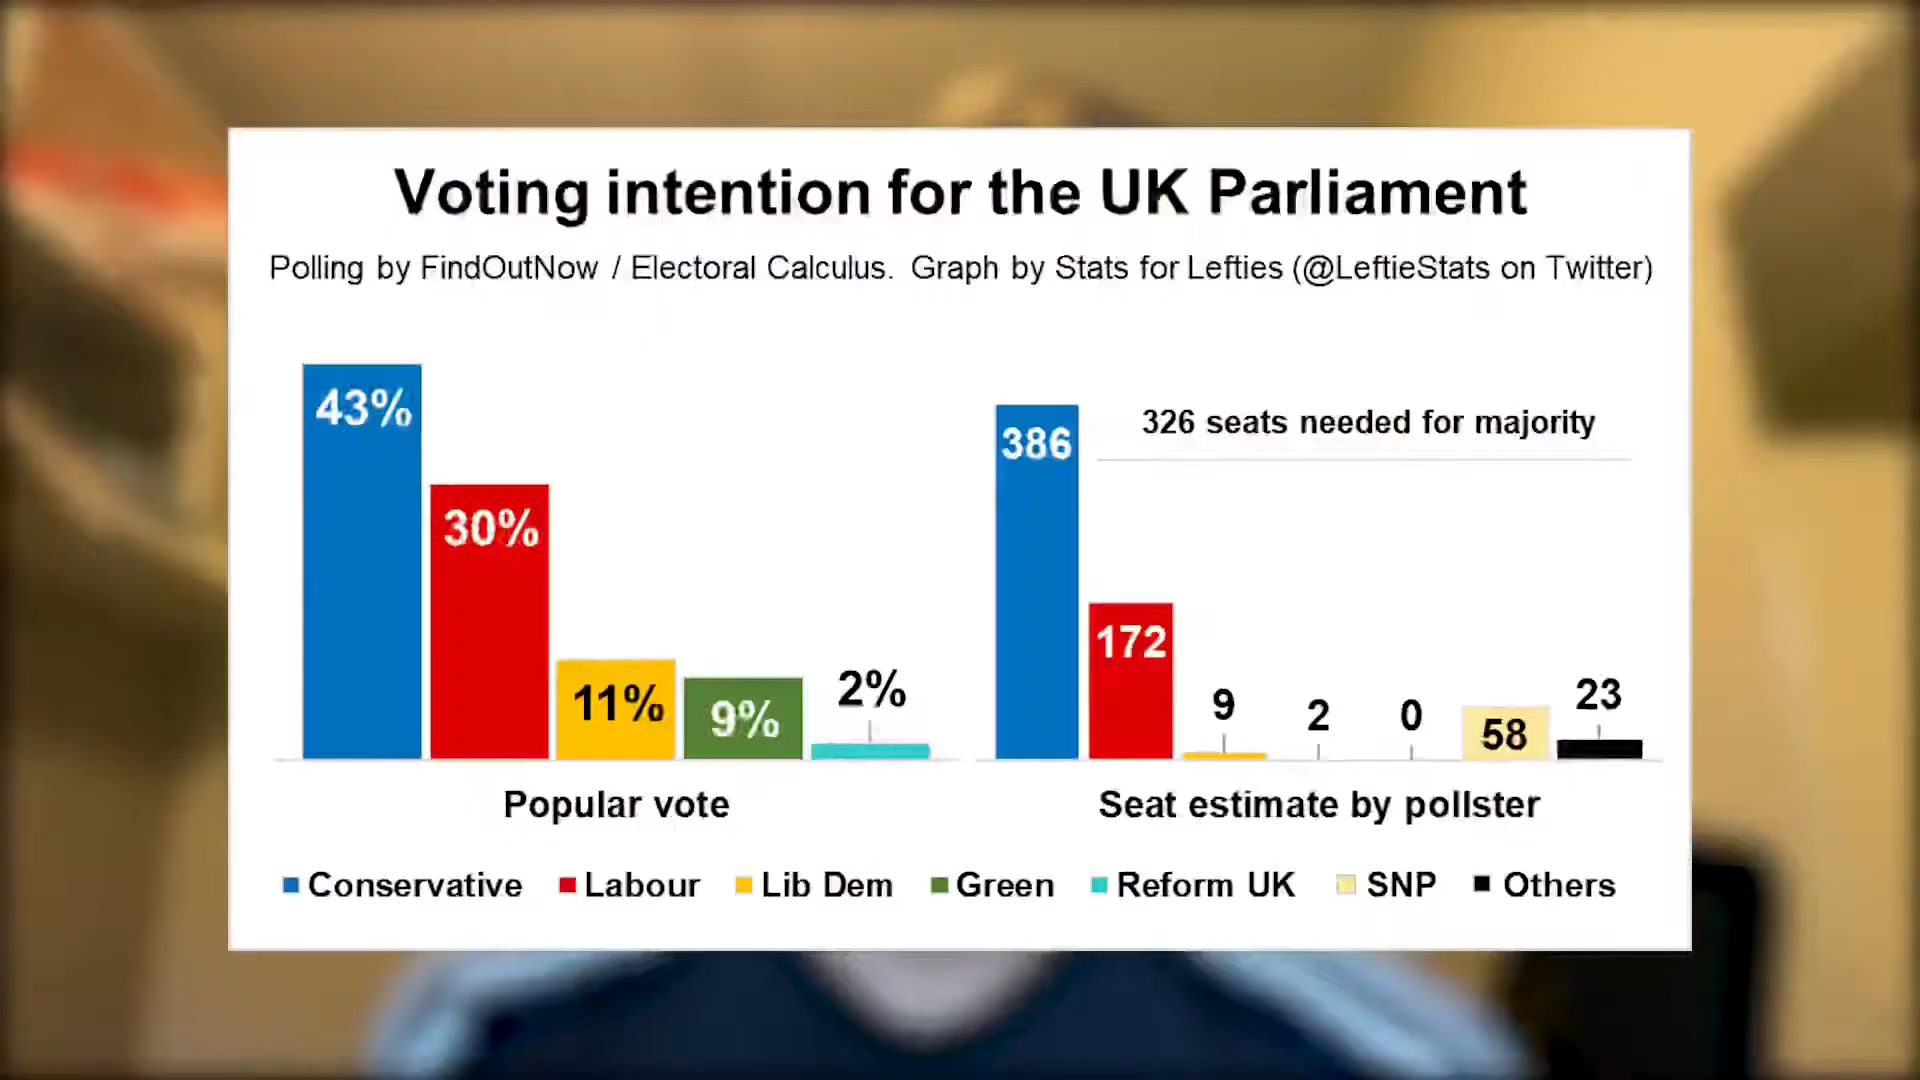 Voting intention for the UK Parliament
Polling by FindOutNow / Electoral Calculus. Graph by Stats for Lefties (@LeftieStats on Twitter)
43%
30%
11%
9%
2%
386
326 seats needed for majority
172
9
2
0
58
23
Popular vote
Seat estimate by pollster
Conservative Labour Lib Dem Green Reform UK SNP Others